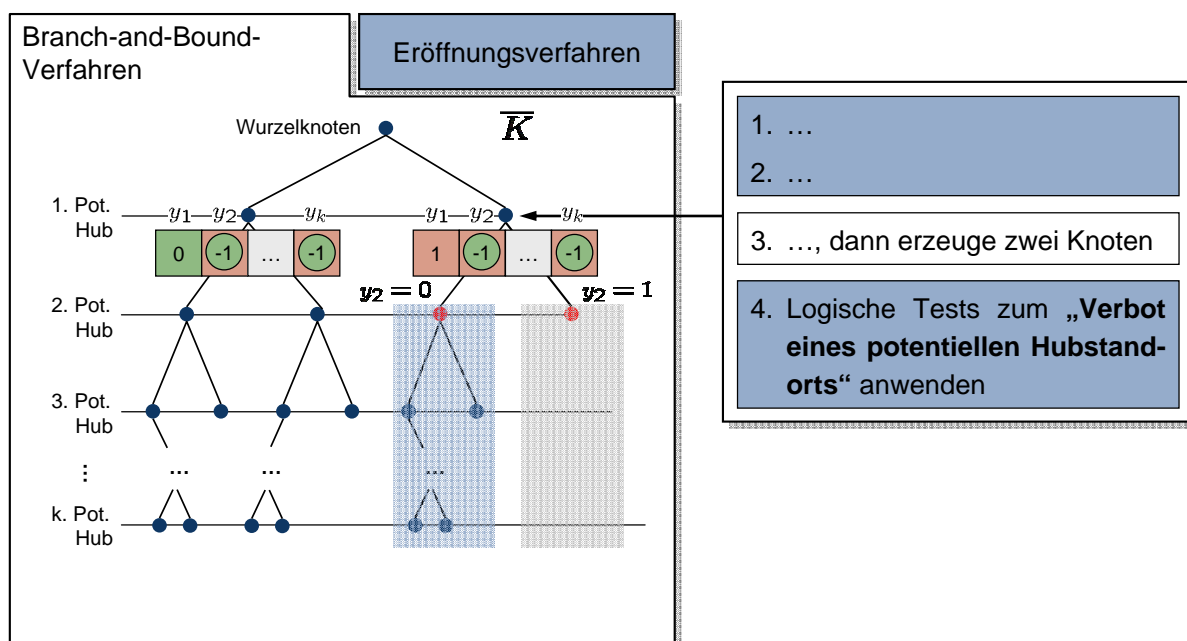 Branch-and-Bound-
Verfahren
Eröffnungsverfahren
Wurzelknoten
K̅
1. Pot.
Hub
y₁ y₂ yₖ y₁ y₂ yₖ
0 -1 … -1 1 -1 … -1
y₂ = 0 y₂ = 1
2. Pot.
Hub
3. Pot.
Hub
⋮ … … …
k. Pot.
Hub
1. …
2. …
3. …, dann erzeuge zwei Knoten
4. Logische Tests zum „Verbot
eines potentiellen Hubstand-
orts“ anwenden